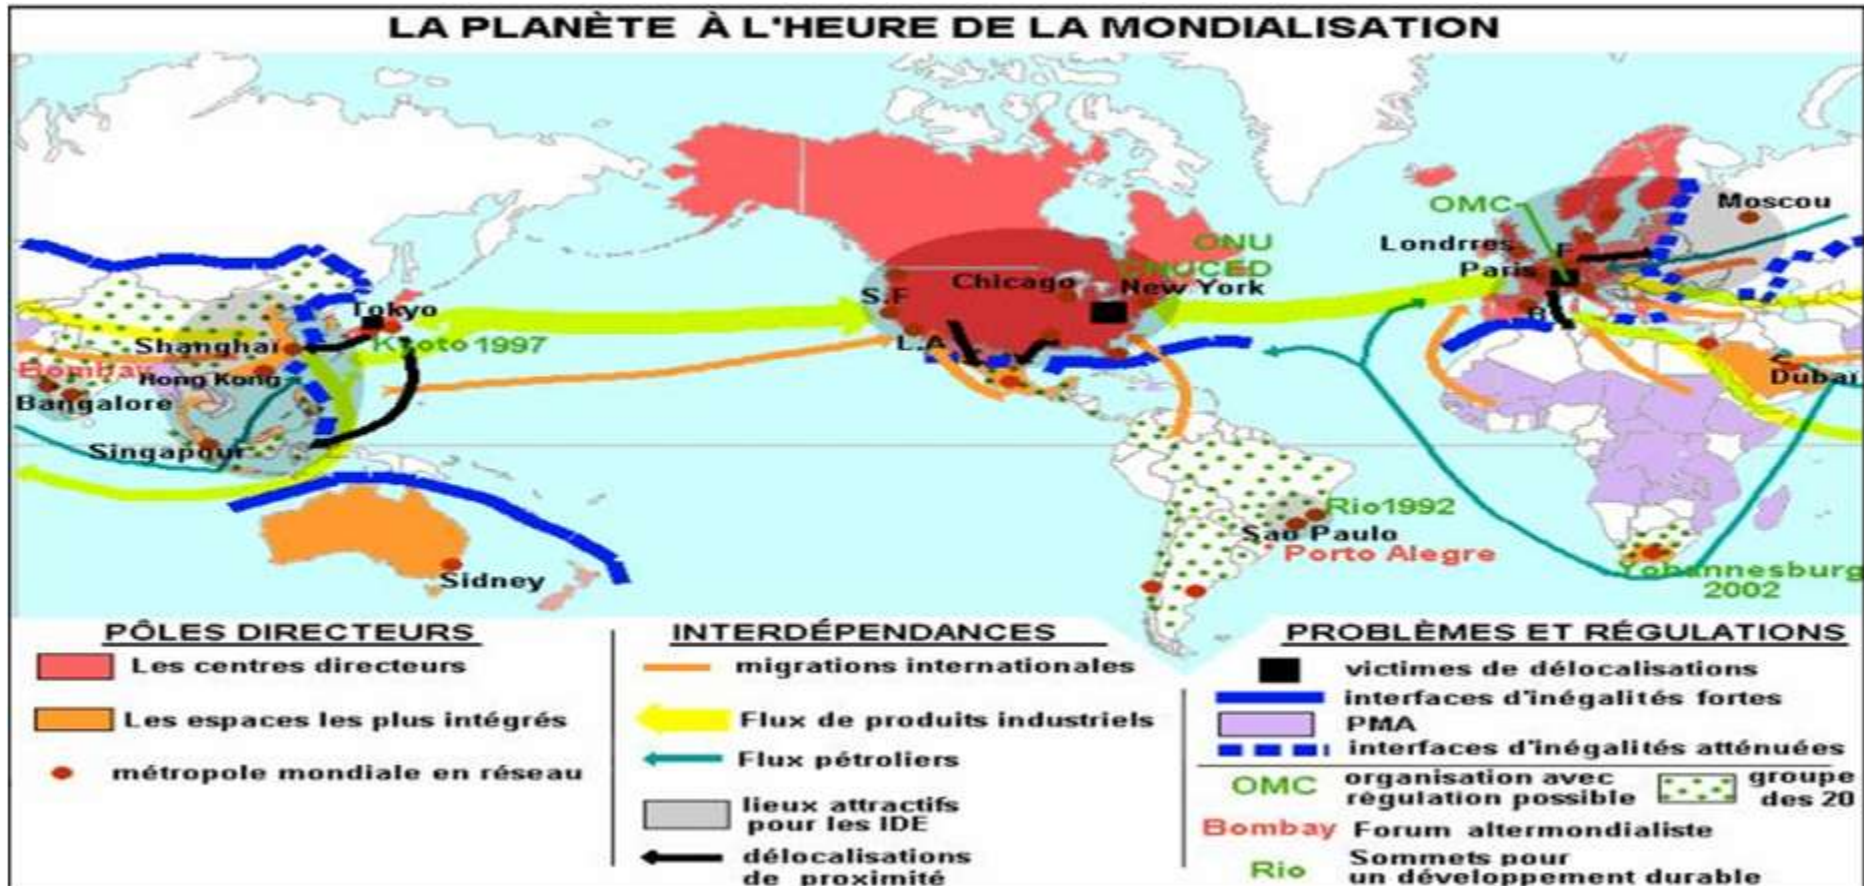 LA PLANÈTE À L'HEURE DE LA MONDIALISATION
OMC
Moscou
Londrres
Paris
ONU
CNUCED
Chicago
New York
S.F
L.A
Tokyo
Kyoto 1997
Shanghai
Bombay
Hong Kong
Bangalore
Singapour
Dubaï
Rio1992
Sao Paulo
Porto Alegre
Sidney
Yohannesburg
2002
PÔLES DIRECTEURS
Les centres directeurs
Les espaces les plus intégrés
métropole mondiale en réseau
INTERDÉPENDANCES
migrations internationales
Flux de produits industriels
Flux pétroliers
lieux attractifs
pour les IDE
délocalisations
de proximité
PROBLÈMES ET RÉGULATIONS
victimes de délocalisations
interfaces d'inégalités fortes
PMA
interfaces d'inégalités atténuées
OMC organisation avec
régulation possible
groupe
des 20
Bombay Forum altermondialiste
Rio Sommets pour
un développement durable